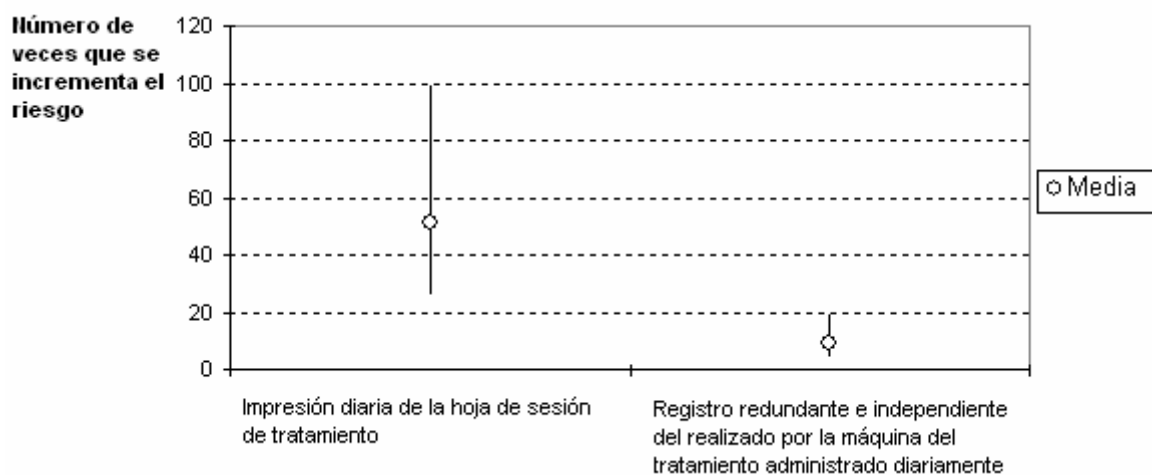 Número de
veces que se
incrementa el
riesgo
120
100
80
60
40
20
0
Media
Impresión diaria de la hoja de sesión
de tratamiento
Registro redundante e independiente
del realizado por la máquina del
tratamiento administrado diariamente